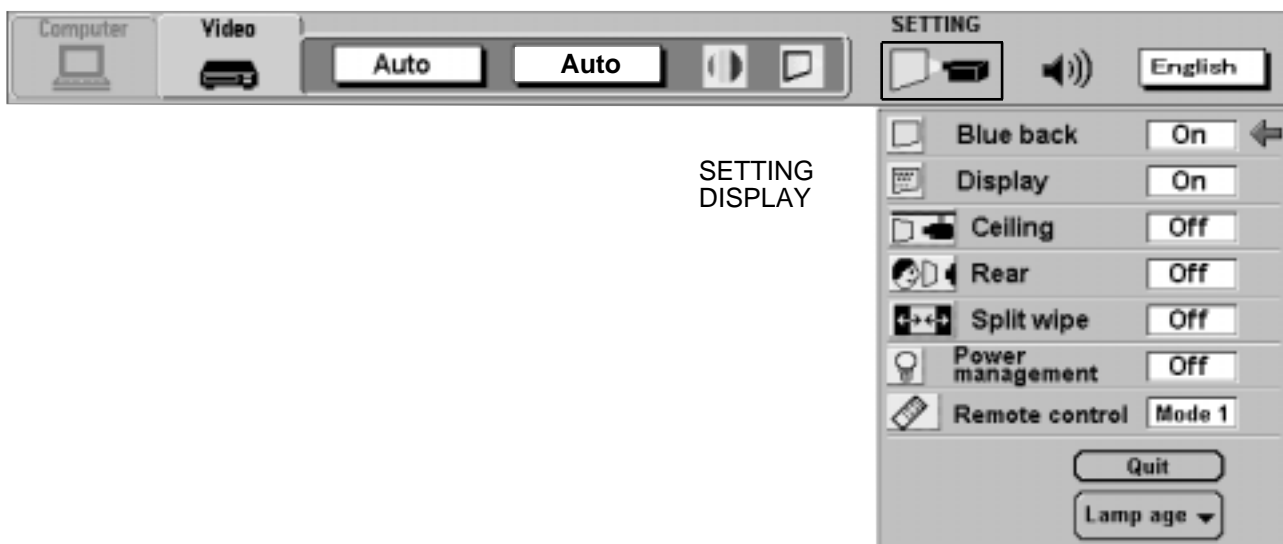 Computer Video SETTING
Auto Auto English
Blue back On
SETTING
DISPLAY
Display On
Ceiling Off
Rear Off
Split wipe Off
Power
management Off
Remote control Mode 1
Quit
Lamp age